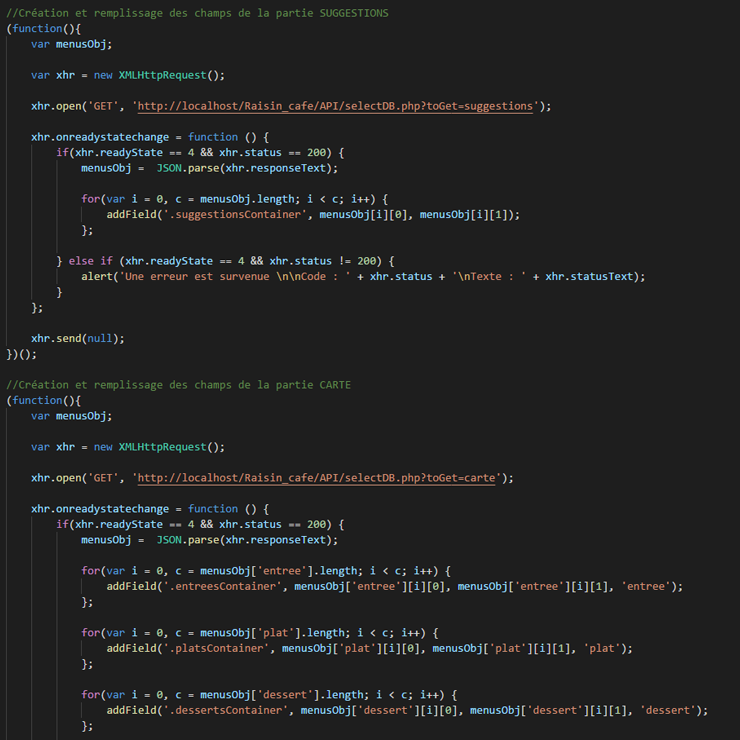 //Création et remplissage des champs de la partie SUGGESTIONS
(function(){
    var menusObj;
    var xhr = new XMLHttpRequest();
    xhr.open('GET', 'http://localhost/Raisin_cafe/API/selectDB.php?toGet=suggestions');
    xhr.onreadystatechange = function () {
        if(xhr.readyState == 4 && xhr.status == 200) {
            menusObj =  JSON.parse(xhr.responseText);
            for(var i = 0, c = menusObj.length; i < c; i++) {
                addField('.suggestionsContainer', menusObj[i][0], menusObj[i][1]);
            };
        } else if (xhr.readyState == 4 && xhr.status != 200) {
            alert('Une erreur est survenue \n\nCode : ' + xhr.status + '\nTexte : ' + xhr.statusText);
        }
    };
    xhr.send(null);
})();
//Création et remplissage des champs de la partie CARTE
(function(){
    var menusObj;
    var xhr = new XMLHttpRequest();
    xhr.open('GET', 'http://localhost/Raisin_cafe/API/selectDB.php?toGet=carte');
    xhr.onreadystatechange = function () {
        if(xhr.readyState == 4 && xhr.status == 200) {
            menusObj =  JSON.parse(xhr.responseText);
            for(var i = 0, c = menusObj['entree'].length; i < c; i++) {
                addField('.entreesContainer', menusObj['entree'][i][0], menusObj['entree'][i][1], 'entree');
            };
            for(var i = 0, c = menusObj['plat'].length; i < c; i++) {
                addField('.platsContainer', menusObj['plat'][i][0], menusObj['plat'][i][1], 'plat');
            };
            for(var i = 0, c = menusObj['dessert'].length; i < c; i++) {
                addField('.dessertsContainer', menusObj['dessert'][i][0], menusObj['dessert'][i][1], 'dessert');
            };